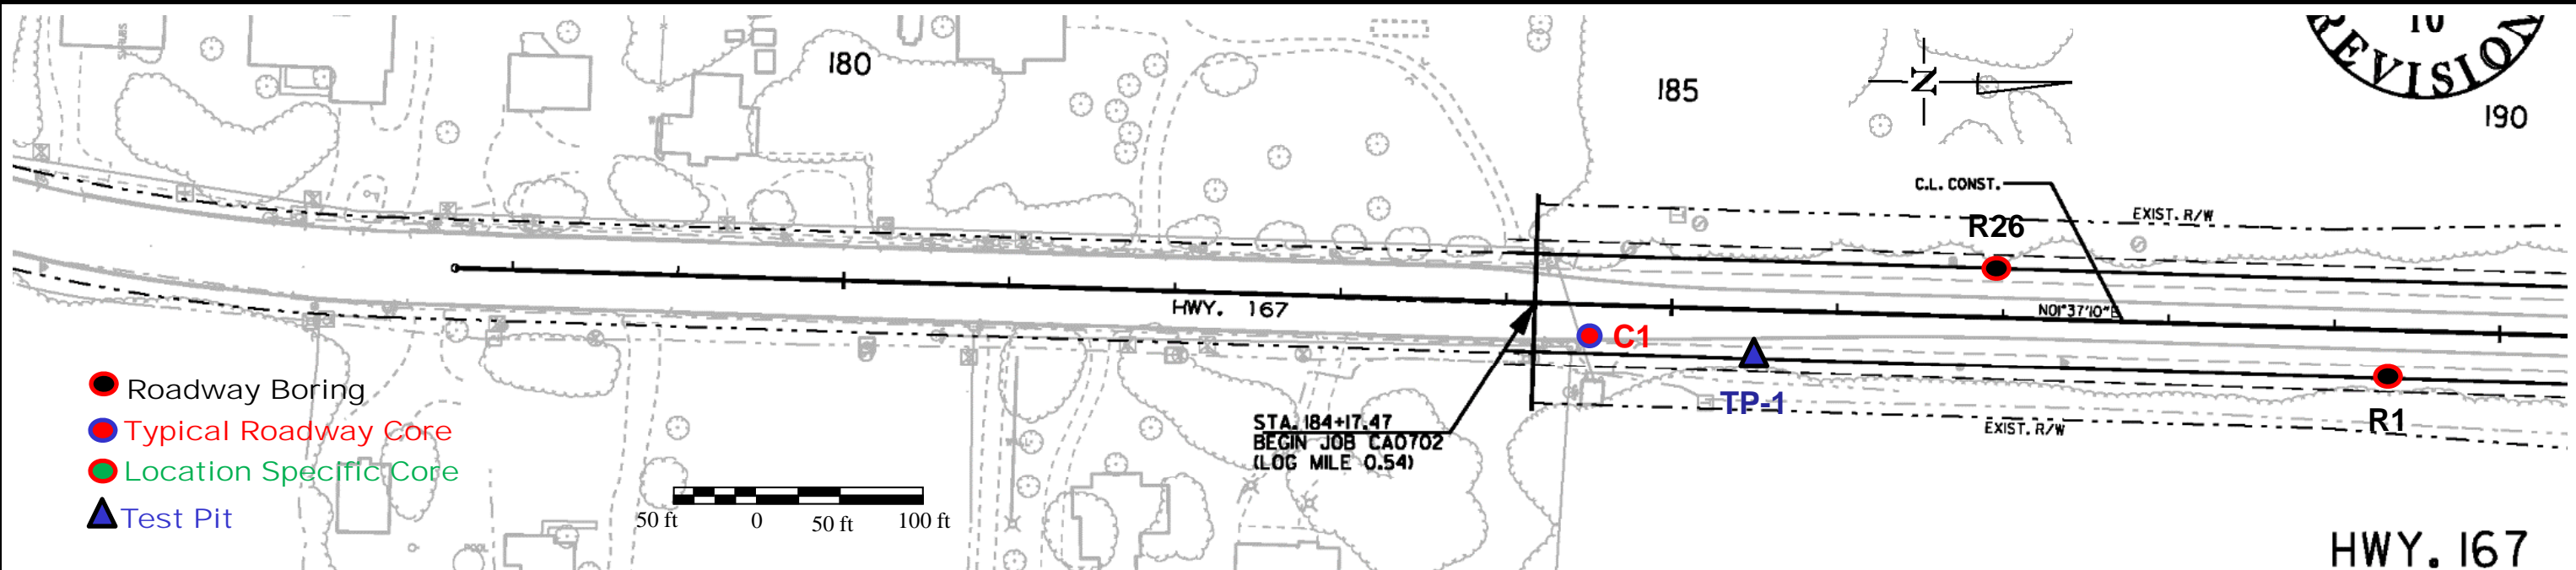 10
REVISION
180
185
N
190
C.L. CONST.
EXIST. R/W
R26
HWY. 167
N01°37'10"E
C1
TP-1
R1
EXIST. R/W
STA. 184+17.47
BEGIN JOB CA0702
(LOG MILE 0.54)
Roadway Boring
Typical Roadway Core
Location Specific Core
Test Pit
50 ft 0 50 ft 100 ft
POOL
HWY. 167